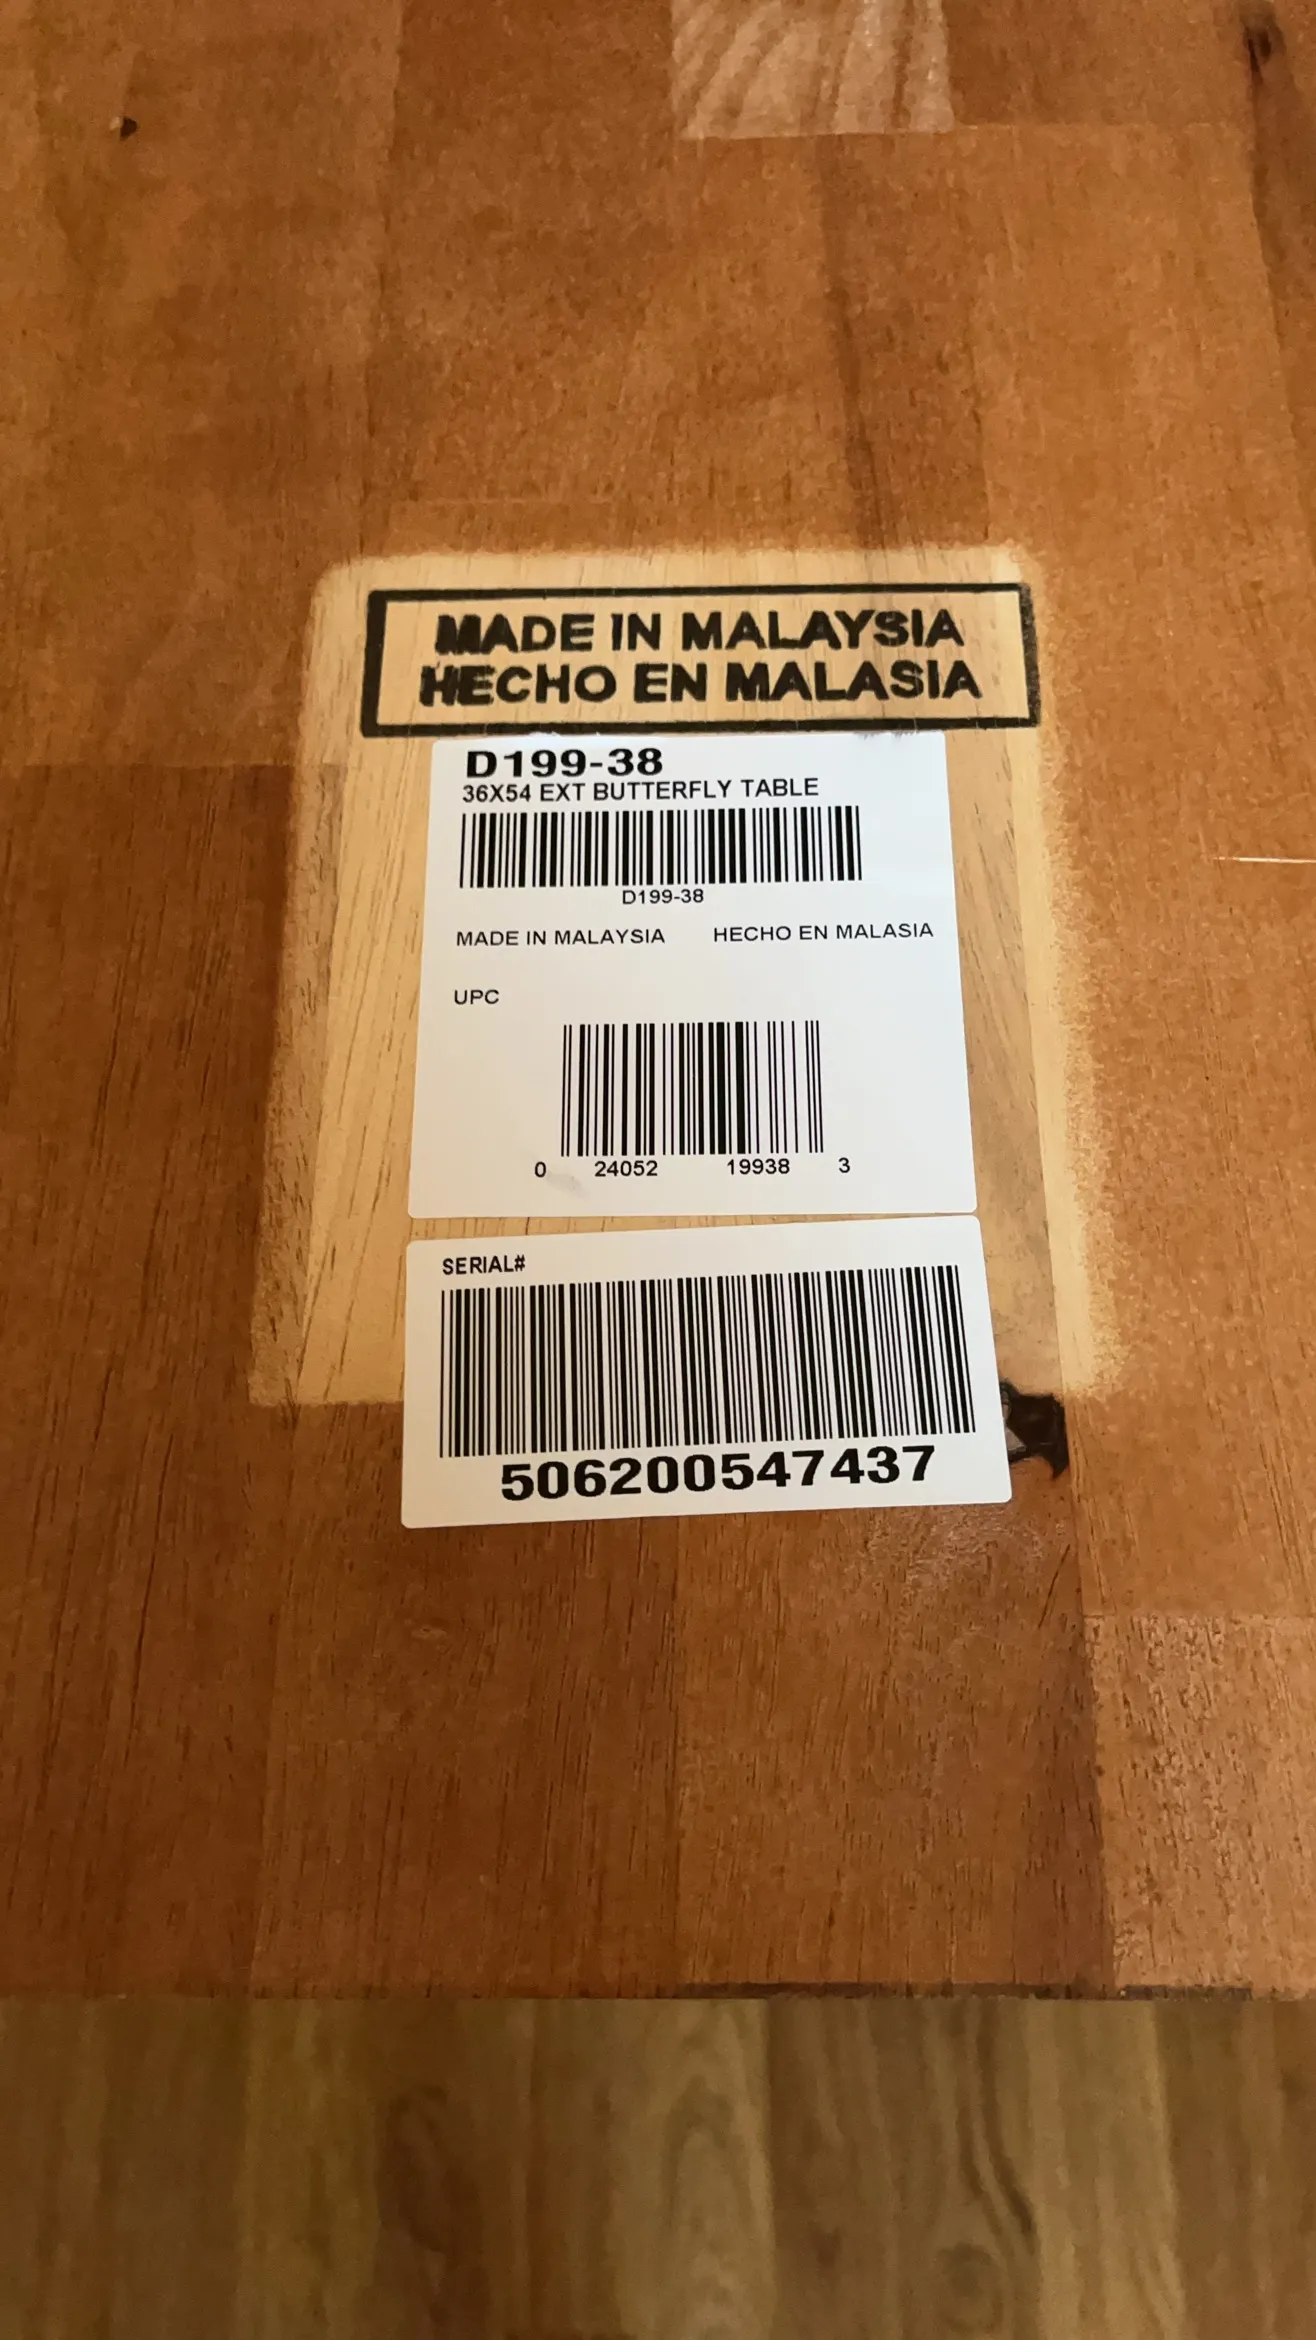 MADE IN MALAYSIA
HECHO EN MALASIA
D199-38
36X54 EXT BUTTERFLY TABLE
D199-38
MADE IN MALAYSIA HECHO EN MALASIA
UPC
0 24052 19938 3
SERIAL#
506200547437